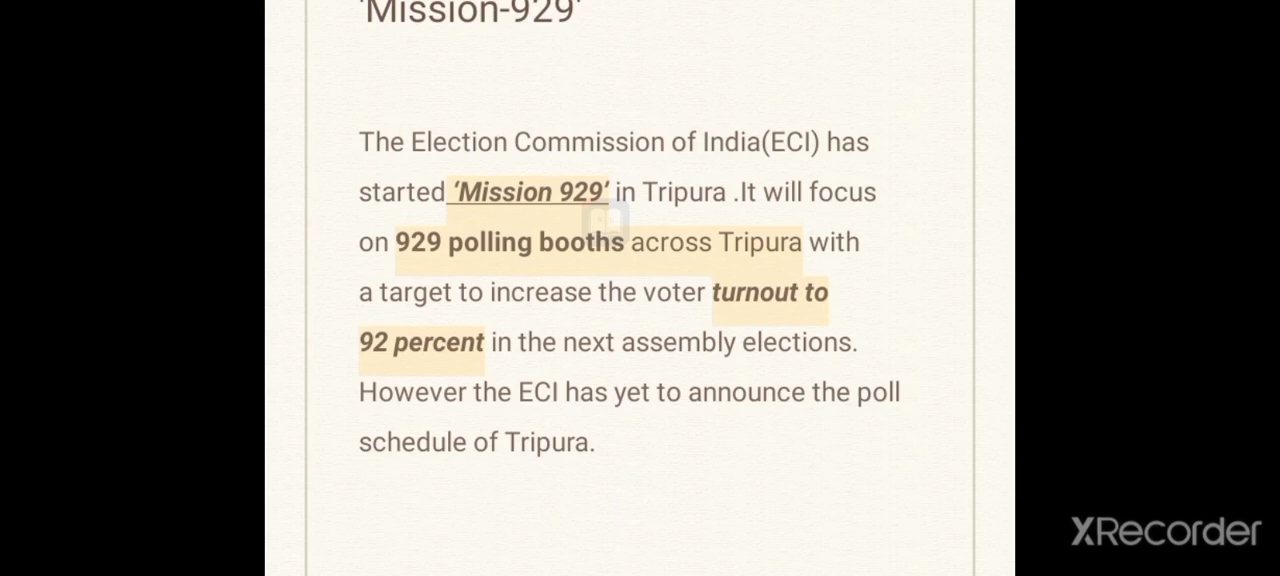 'Mission-929'
The Election Commission of India(ECI) has
started ‘Mission 929’ in Tripura .It will focus
on 929 polling booths across Tripura with
a target to increase the voter turnout to
92 percent in the next assembly elections.
However the ECI has yet to announce the poll
schedule of Tripura.
XRecorder